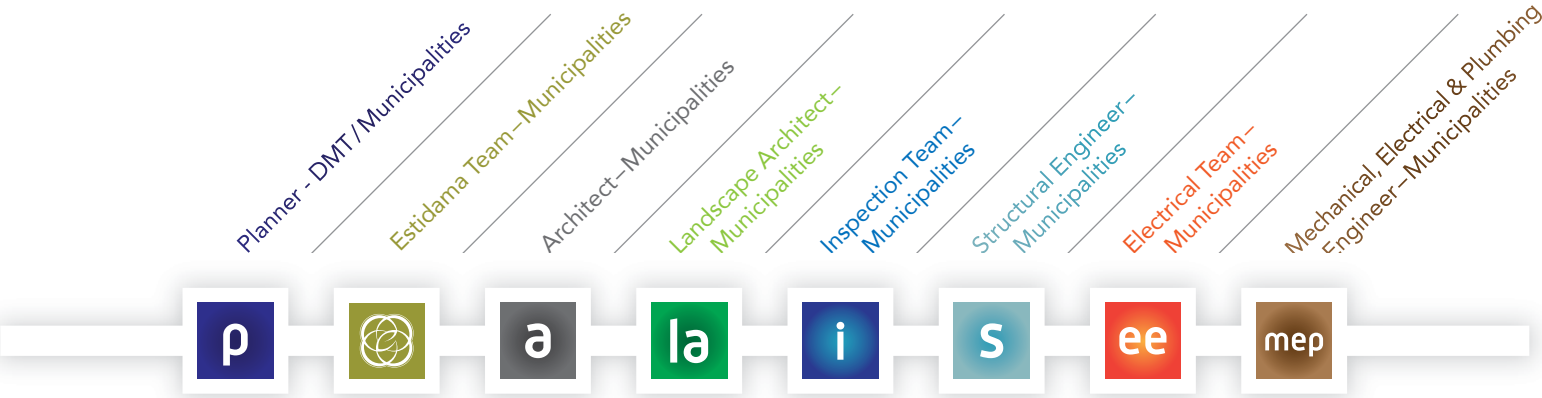 Planner - DMT / Municipalities
Estidama Team – Municipalities
Architect – Municipalities
Landscape Architect –
Municipalities
Inspection Team –
Municipalities
Structural Engineer –
Municipalities
Electrical Team –
Municipalities
Mechanical, Electrical & Plumbing
Engineer – Municipalities
p
a
la
i
s
ee
mep